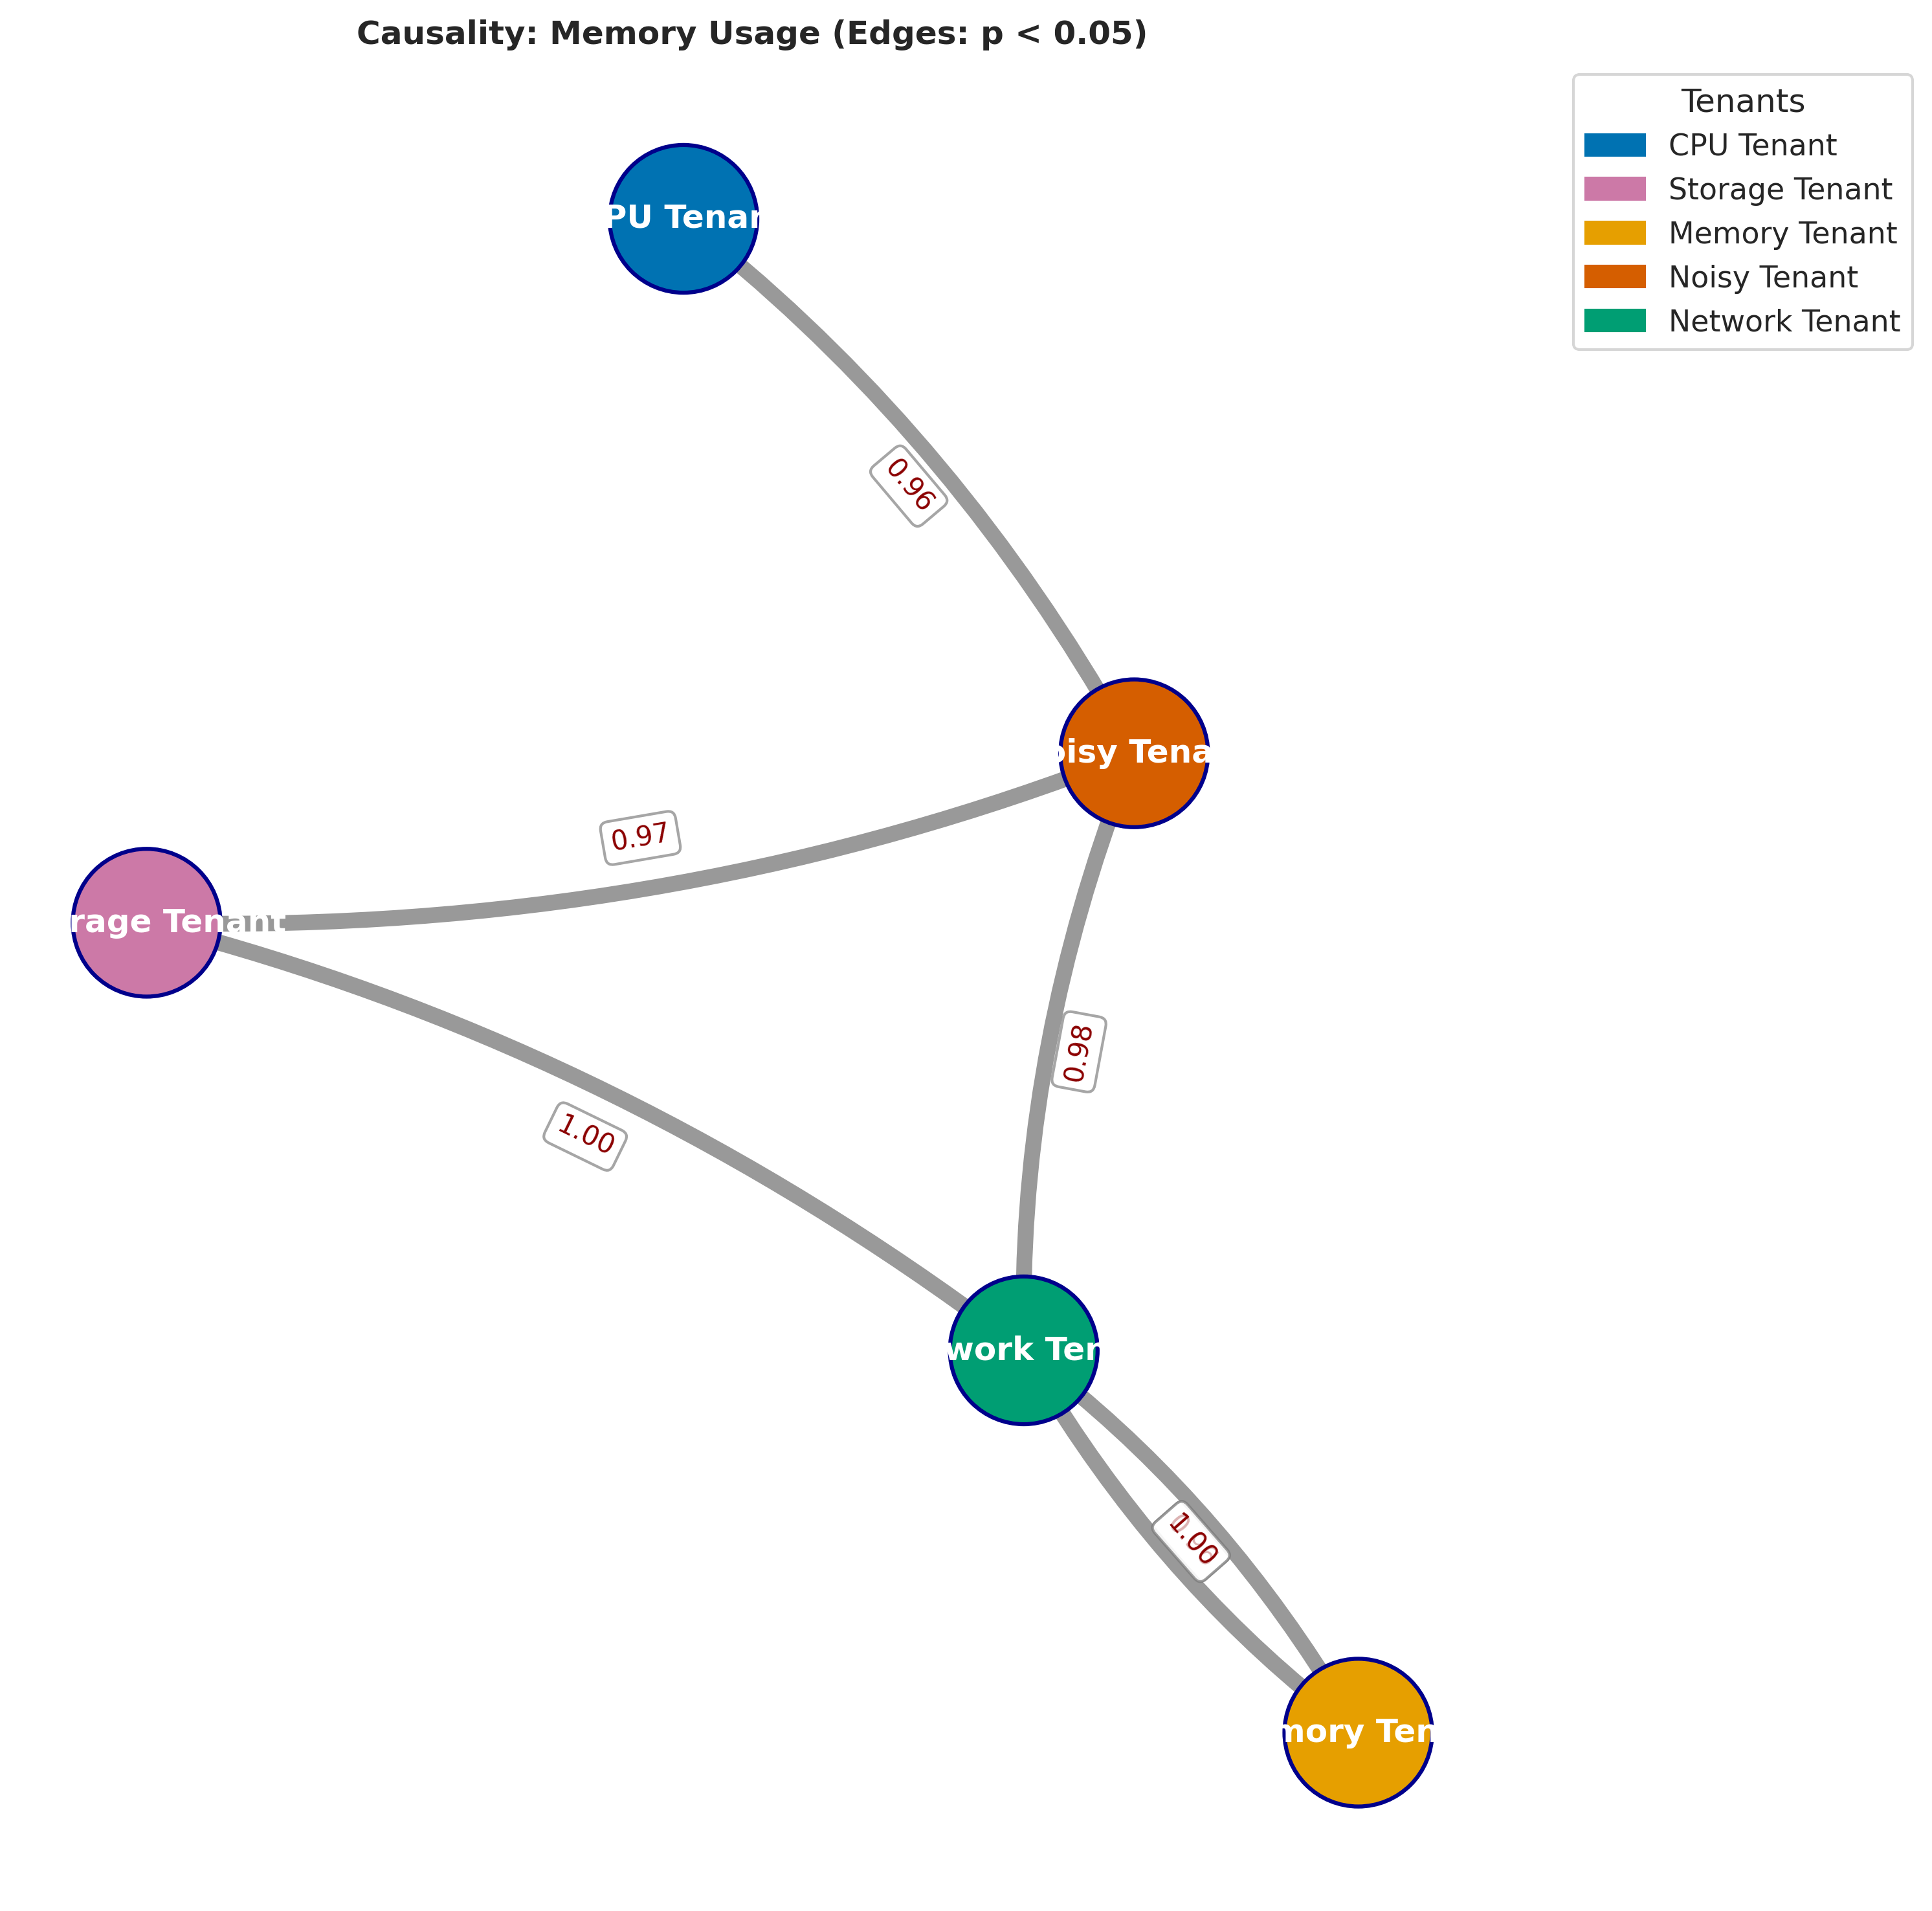 Causality: Memory Usage (Edges: p < 0.05)
Tenants
CPU Tenant
Storage Tenant
Memory Tenant
Noisy Tenant
Network Tenant
PU Tenan
0.96
oisy Tena
0.97
rage Tenant
0.98
1.00
work Ten
1.00
mory Ten